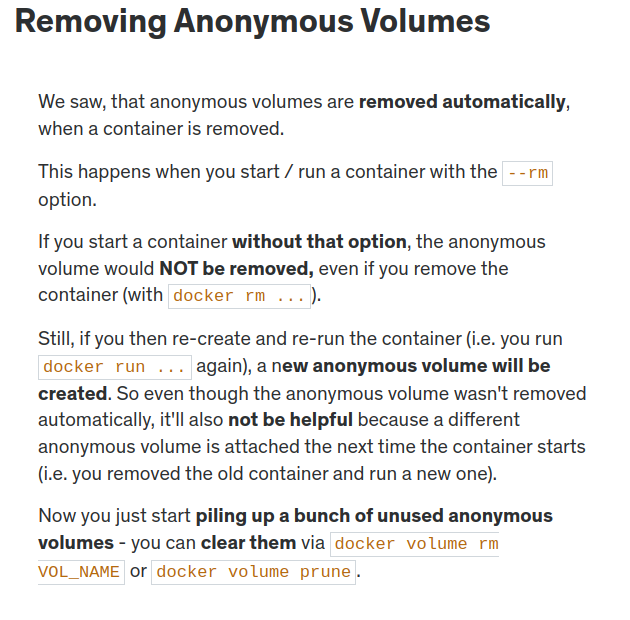 Removing Anonymous Volumes
We saw, that anonymous volumes are removed automatically,
when a container is removed.
This happens when you start / run a container with the --rm
option.
If you start a container without that option, the anonymous
volume would NOT be removed, even if you remove the
container (with docker rm ...).
Still, if you then re-create and re-run the container (i.e. you run
docker run ... again), a new anonymous volume will be
created. So even though the anonymous volume wasn't removed
automatically, it'll also not be helpful because a different
anonymous volume is attached the next time the container starts
(i.e. you removed the old container and run a new one).
Now you just start piling up a bunch of unused anonymous
volumes - you can clear them via docker volume rm
VOL_NAME or docker volume prune.